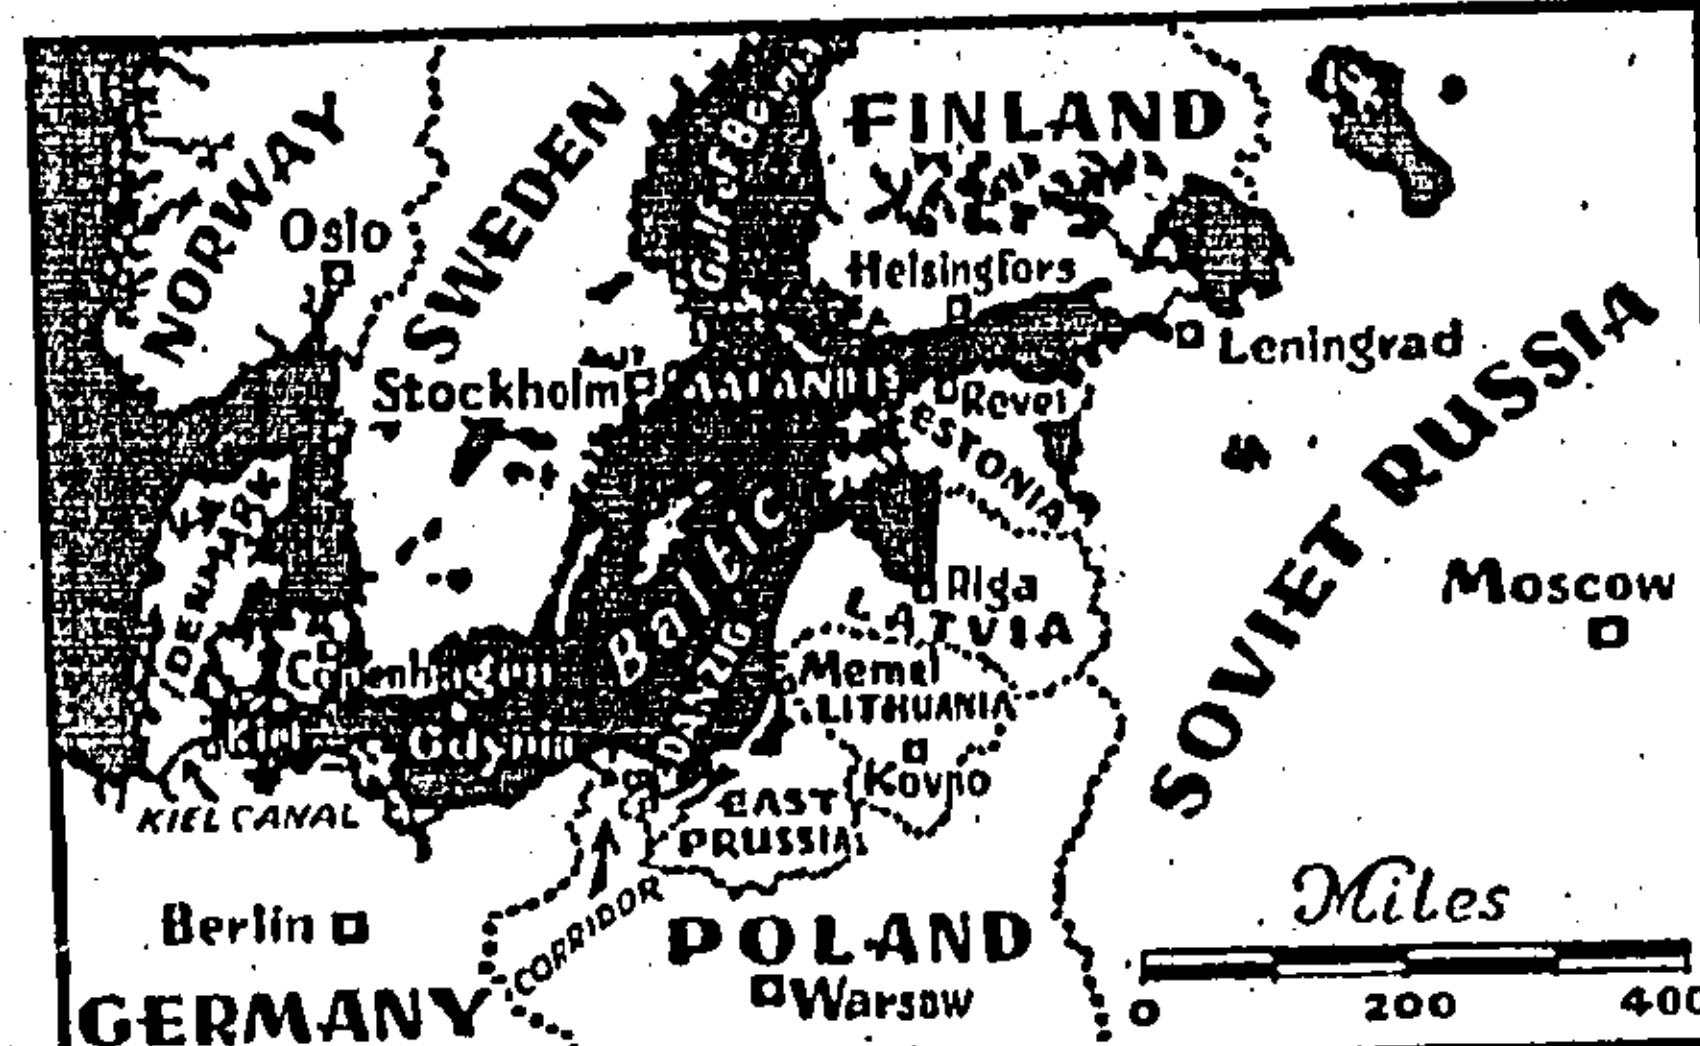 Gulf of Bothnia
FINLAND
NORWAY
SWEDEN
Oslo
Helsingfors
Leningrad
Stockholm
AALAND IS
Revel
ESTONIA
SOVIET RUSSIA
DENMARK
Baltic
Riga
LATVIA
Moscow
Copenhagen
DANZIG
Memel
LITHUANIA
Kiel
Gdynia
Kovno
KIEL CANAL
EAST
PRUSSIA
CORRIDOR
Berlin
POLAND
Miles
GERMANY
Warsaw
0 200 400